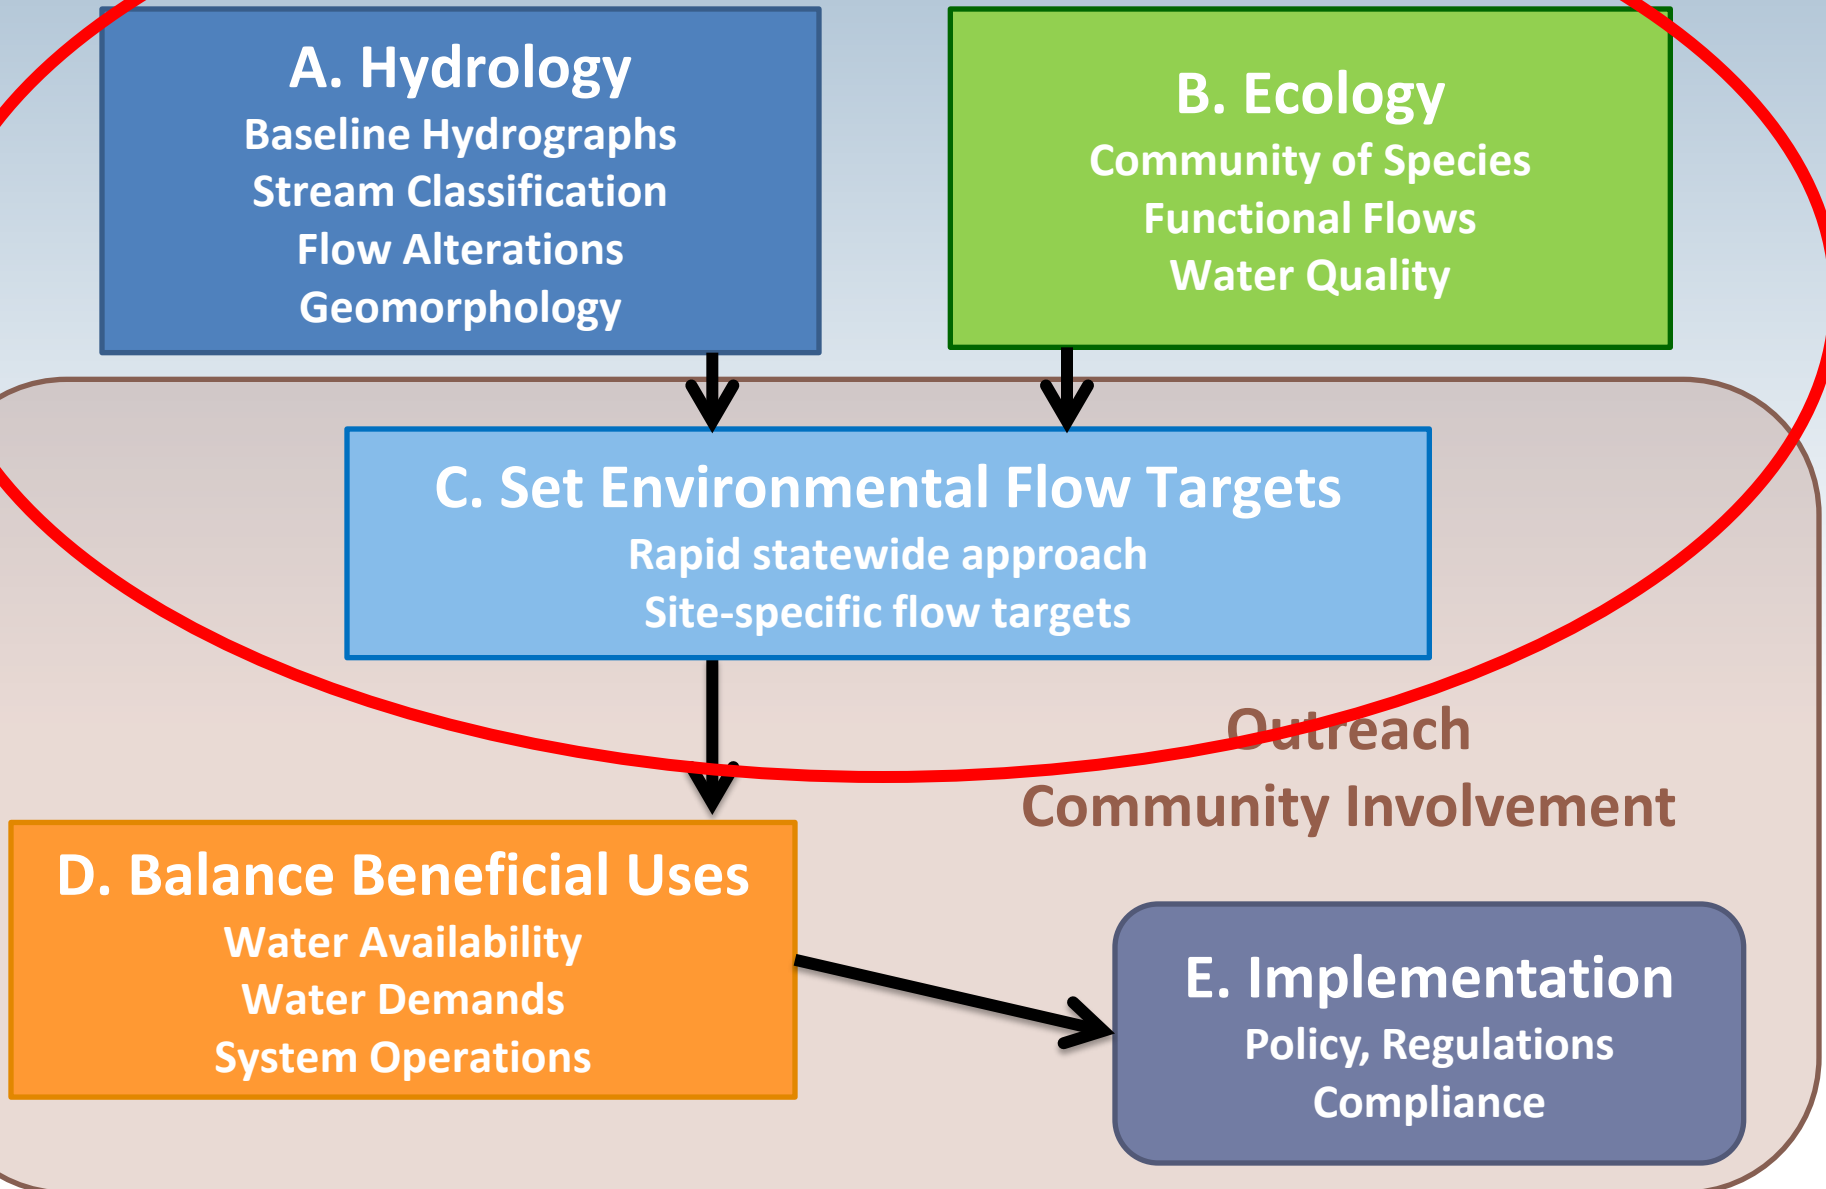 A. Hydrology
Baseline Hydrographs
Stream Classification
Flow Alterations
Geomorphology
B. Ecology
Community of Species
Functional Flows
Water Quality
C. Set Environmental Flow Targets
Rapid statewide approach
Site-specific flow targets
Outreach
Community Involvement
D. Balance Beneficial Uses
Water Availability
Water Demands
System Operations
E. Implementation
Policy, Regulations
Compliance